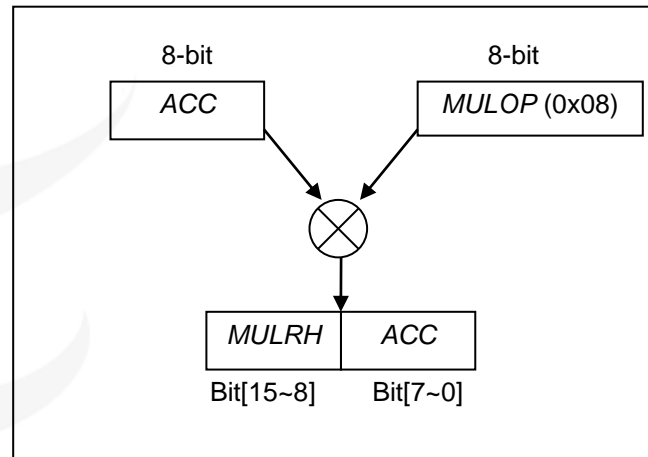 8-bit 8-bit
ACC MULOP (0x08)
MULRH ACC
Bit[15~8] Bit[7~0]